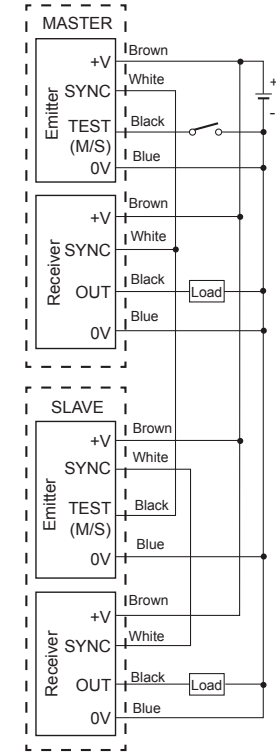 MASTER
Emitter
+V Brown
SYNC White
TEST Black
(M/S)
0V Blue
+
-
Receiver
+V Brown
SYNC White
OUT Black Load
0V Blue
SLAVE
Emitter
+V Brown
SYNC White
TEST Black
(M/S)
0V Blue
Receiver
+V Brown
SYNC White
OUT Black Load
0V Blue